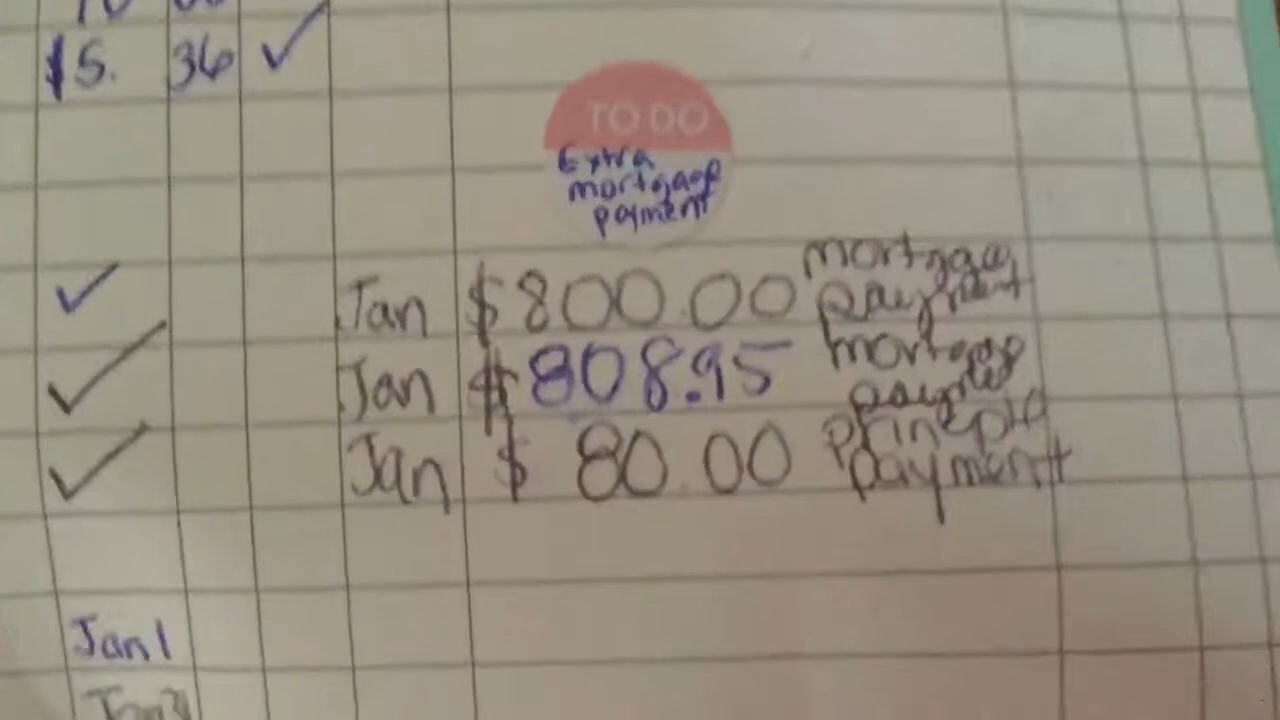 $5. 36 ✓
TO DO
Extra
mortgage
payment
✓ Jan $800.00 mortgage payment
✓ Jan $808.95 mortgage payment
✓ Jan $ 80.00 payment
Jan 1